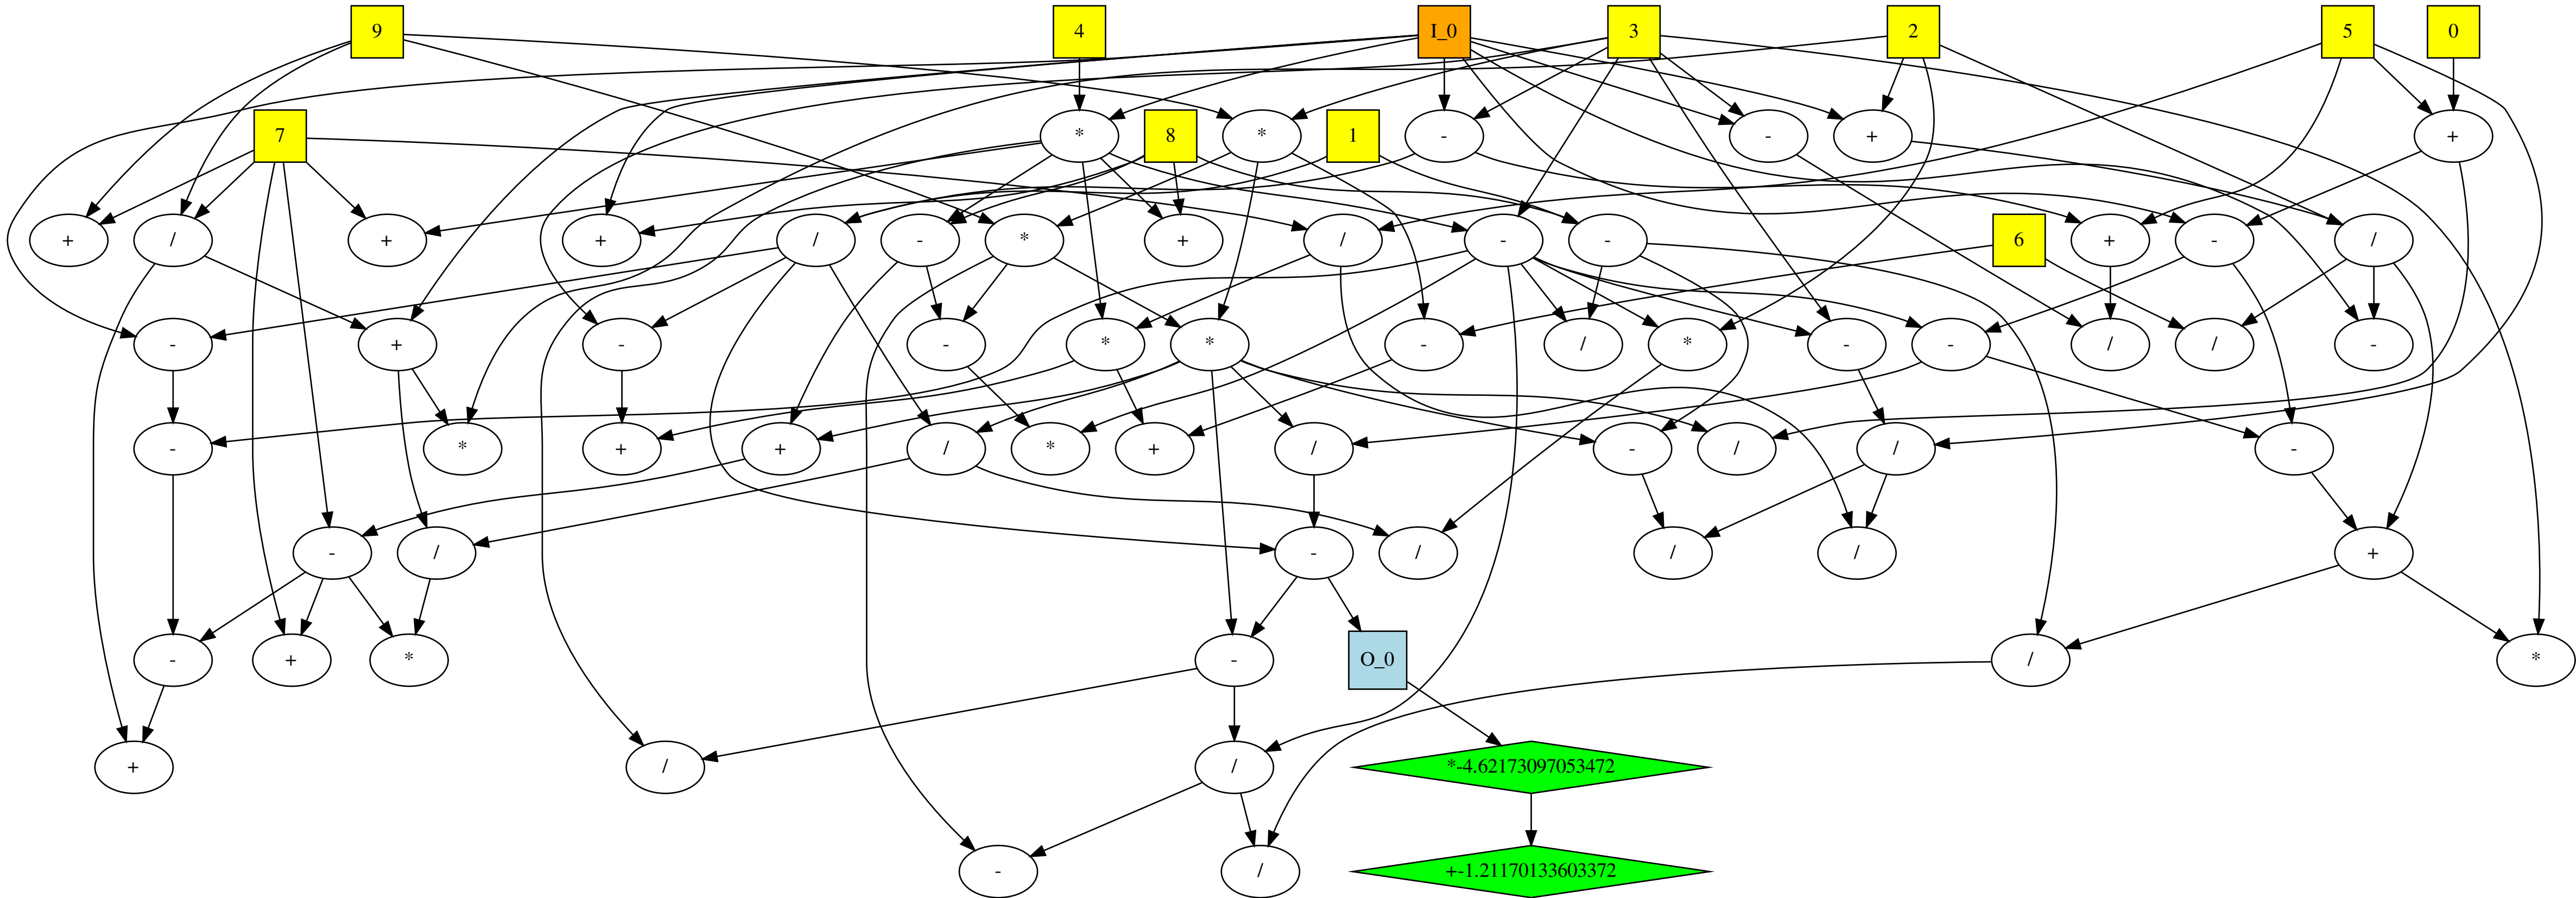 9 4 I_0 3 2 5 0
7 * 8 * 1 - - + +
+ / + + / - * + / - - 6 + - /
- + - - * * - / * - - / / -
- * + + / * + / - / / -
- / - / / / +
- + * - O_0 / *
+ / / *-4.62173097053472
- / +-1.21170133603372